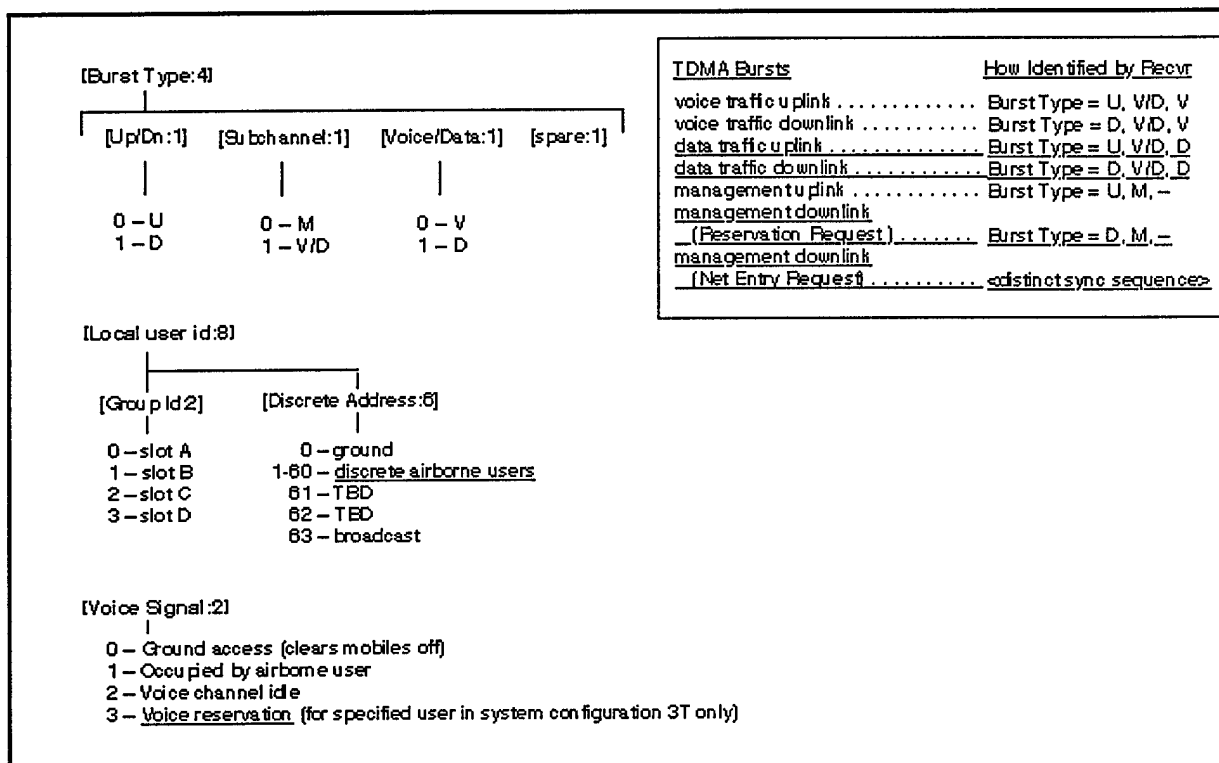 [Burst Type:4]
[Up/Dn:1] [Subchannel:1] [Voice/Data:1] [spare:1]
0 – U 0 – M 0 – V
1 – D 1 – V/D 1 – D
TDMA Bursts How Identified by Recvr
voice traffic uplink . . . . . . . . . . . . . Burst Type = U, V/D, V
voice traffic downlink . . . . . . . . . . . Burst Type = D, V/D, V
data traffic uplink . . . . . . . . . . . . . . Burst Type = U, V/D, D
data traffic downlink . . . . . . . . . . . . Burst Type = D, V/D, D
management uplink . . . . . . . . . . . . Burst Type = U, M, –
management downlink
(Reservation Request) . . . . . . . Burst Type = D, M, –
management downlink
(Net Entry Request) . . . . . . . . . . <distinct sync sequence>
[Local user id:8]
[Group Id:2] [Discrete Address:6]
0 – slot A 0 – ground
1 – slot B 1-60 – discrete airborne users
2 – slot C 61 – TBD
3 – slot D 62 – TBD
63 – broadcast
[Voice Signal:2]
0 – Ground access (clears mobiles off)
1 – Occupied by airborne user
2 – Voice channel idle
3 – Voice reservation (for specified user in system configuration 3T only)